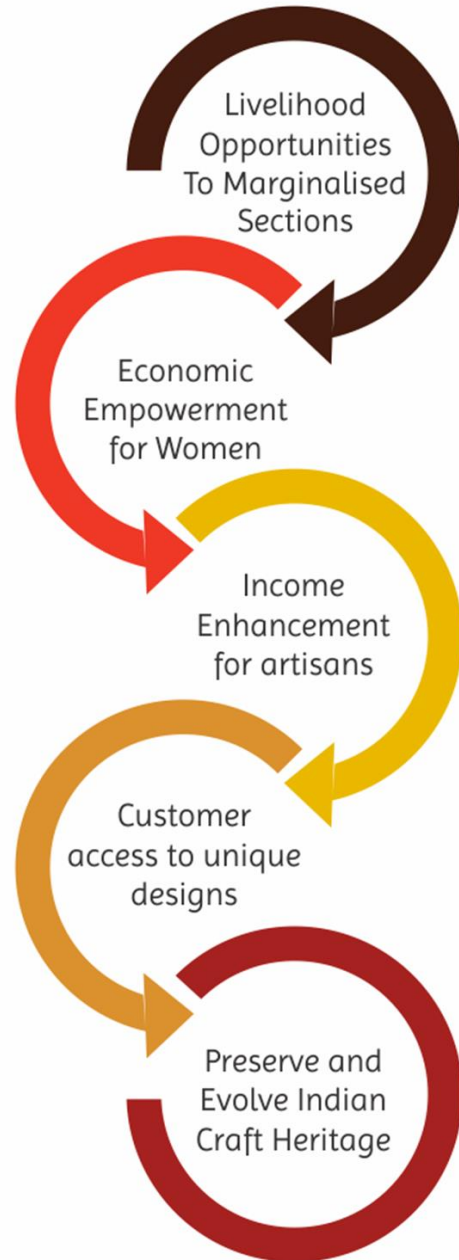 Livelihood
Opportunities
To Marginalised
Sections
Economic
Empowerment
for Women
Income
Enhancement
for artisans
Customer
access to unique
designs
Preserve and
Evolve Indian
Craft Heritage